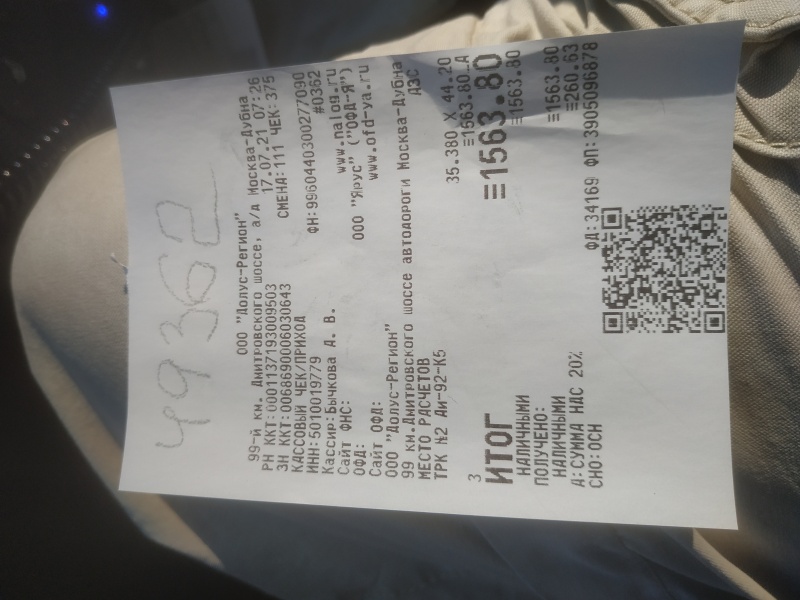 49362
ООО "Долус-Регион"
99-й км. Дмитровского шоссе, а/д Москва-Дубна
РН ККТ:0001137193009503 17.07.21 07:26
ЗН ККТ:0068690006030643 СМЕНА:111 ЧЕК:375
КАССОВЫЙ ЧЕК/ПРИХОД
ИНН:5010019779 ФН:9960440300277090
Кассир:Бычкова А. В. #0362
Сайт ФНС: www.nalog.ru
ОФД: ООО "Ярус" ("ОФД-Я")
Сайт ОФД: www.ofd-ya.ru
ООО "Долус-Регион"
99 км.Дмитровского шоссе автодороги Москва-Дубна
МЕСТО РАСЧЕТОВ АЗС
ТРК №2 Аи-92-К5
35.380 X 44.20
3 ≡1563.80_А
ИТОГ ≡1563.80
НАЛИЧНЫМИ ≡1563.80
ПОЛУЧЕНО:
НАЛИЧНЫМИ ≡1563.80
А:СУММА НДС 20% ≡260.63
СНО:ОСН ФД:34169 ФП:3905096878